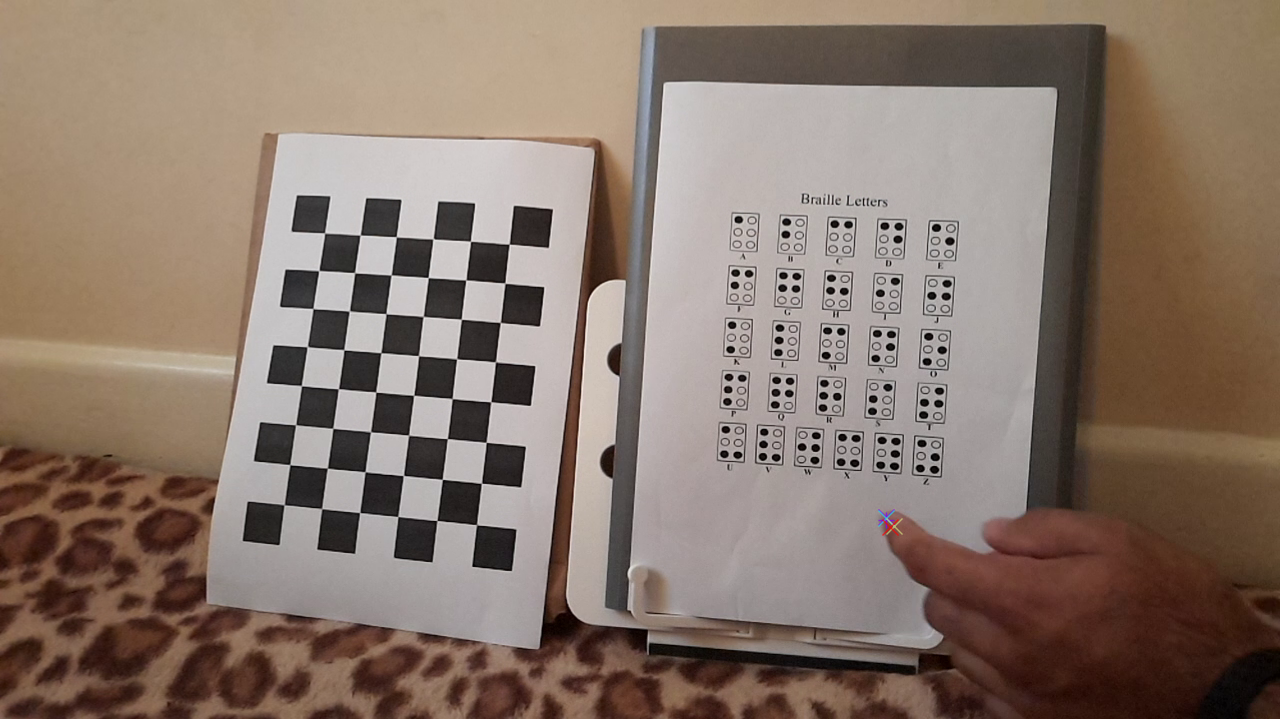 Braille Letters
A B C D E
F G H I J
K L M N O
P Q R S T
U V W X Y Z